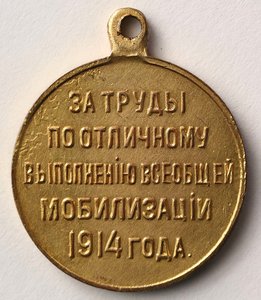 ЗА ТРУДЫ
ПО ОТЛИЧНОМУ
ВЫПОЛНЕНІЮ ВСЕОБЩЕЙ
МОБИЛИЗАЦІИ
1914 ГОДА.